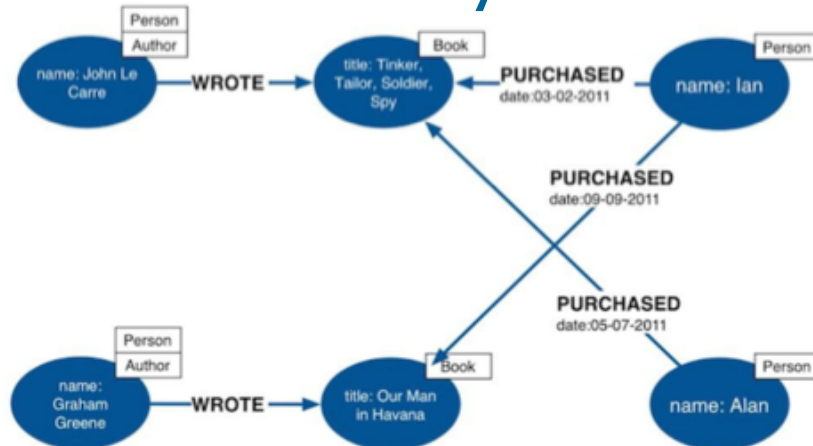 Person
Author
name: John Le
Carre
WROTE
Book
title: Tinker,
Tailor, Soldier,
Spy
PURCHASED
date:03-02-2011
Person
name: Ian
PURCHASED
date:09-09-2011
PURCHASED
date:05-07-2011
Person
Author
name:
Graham
Greene
WROTE
Book
title: Our Man
in Havana
Person
name: Alan